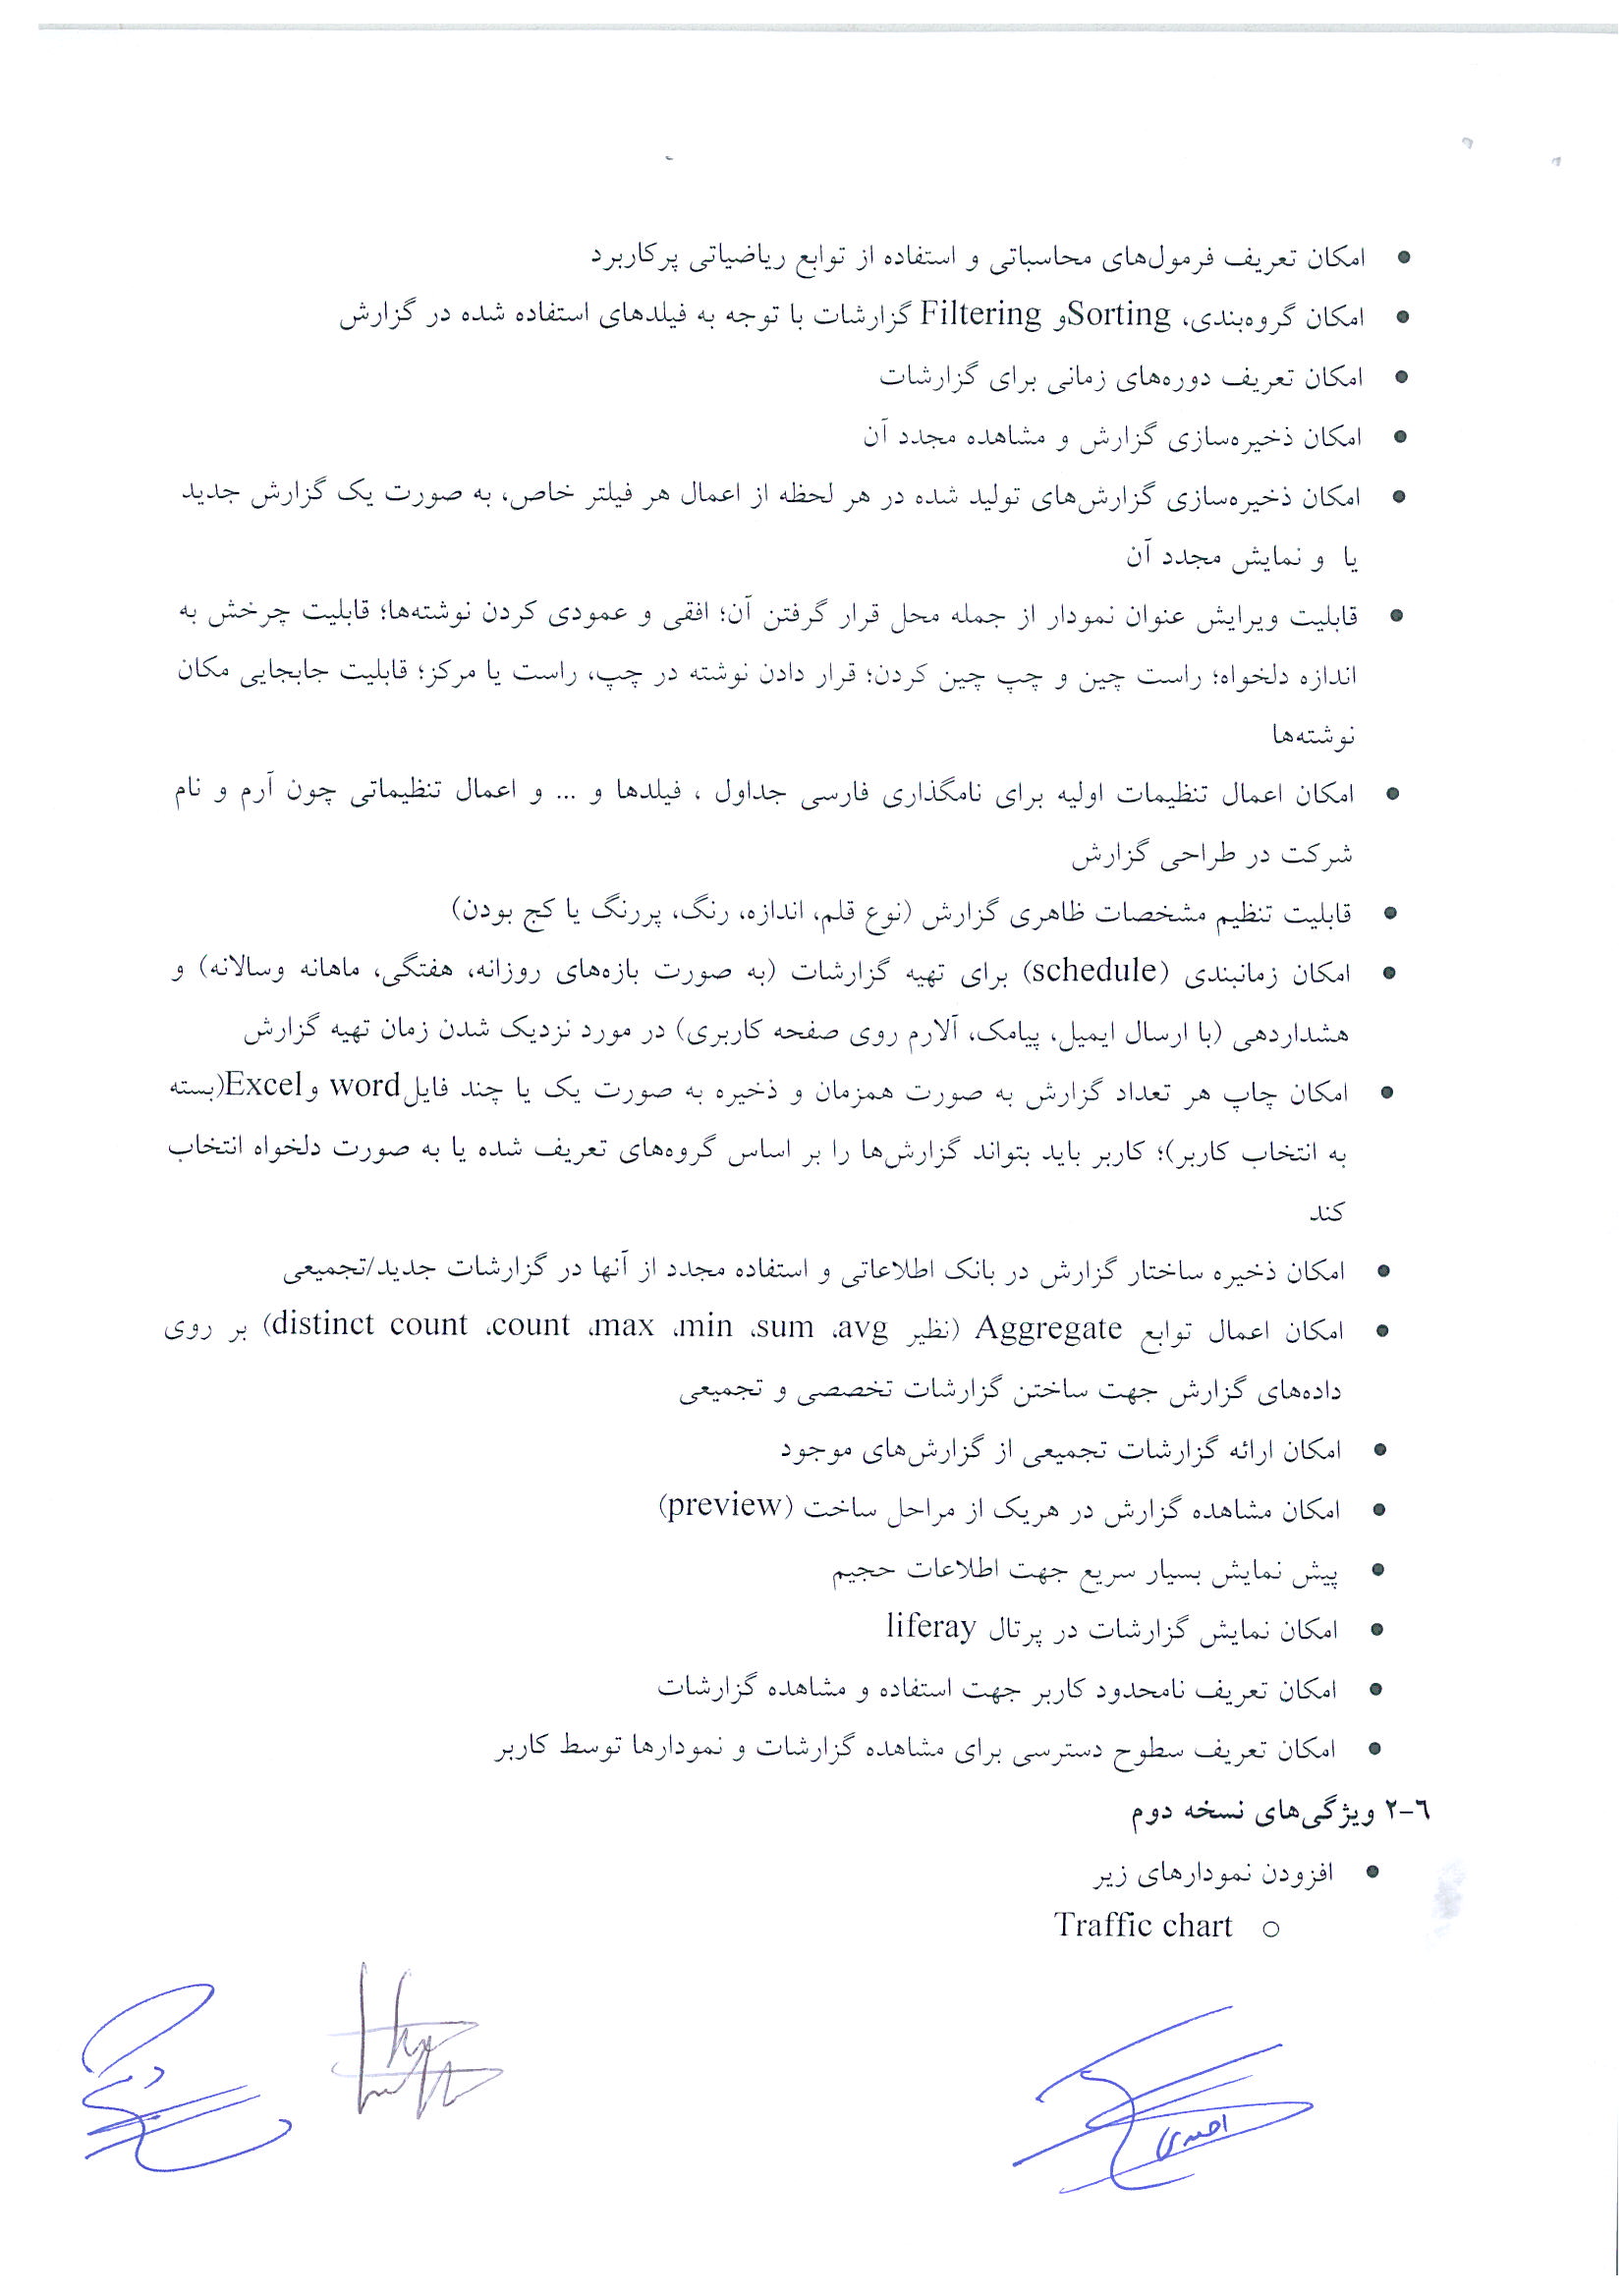 • امکان تعریف فرمول‌های محاسباتی و استفاده از توابع ریاضیاتی پرکاربرد
• امکان گروه‌بندی، Sorting و Filtering گزارشات با توجه به فیلدهای استفاده شده در گزارش
• امکان تعریف دوره‌های زمانی برای گزارشات
• امکان ذخیره‌سازی گزارش و مشاهده مجدد آن
• امکان ذخیره‌سازی گزارش‌های تولید شده در هر لحظه از اعمال هر فیلتر خاص، به صورت یک گزارش جدید
یا و نمایش مجدد آن
• قابلیت ویرایش عنوان نمودار از جمله محل قرار گرفتن آن؛ افقی و عمودی کردن نوشته‌ها؛ قابلیت چرخش به
اندازه دلخواه؛ راست چین و چپ چین کردن؛ قرار دادن نوشته در چپ، راست یا مرکز؛ قابلیت جابجایی مکان
نوشته‌ها
• امکان اعمال تنظیمات اولیه برای نامگذاری فارسی جداول ، فیلدها و ... و اعمال تنظیماتی چون آرم و نام
شرکت در طراحی گزارش
• قابلیت تنظیم مشخصات ظاهری گزارش (نوع قلم، اندازه، رنگ، پررنگ یا کج بودن)
• امکان زمانبندی (schedule) برای تهیه گزارشات (به صورت بازه‌های روزانه، هفتگی، ماهانه وسالانه) و
هشداردهی (با ارسال ایمیل، پیامک، آلارم روی صفحه کاربری) در مورد نزدیک شدن زمان تهیه گزارش
• امکان چاپ هر تعداد گزارش به صورت همزمان و ذخیره به صورت یک یا چند فایل word و Excel(بسته
به انتخاب کاربر)؛ کاربر باید بتواند گزارش‌ها را بر اساس گروه‌های تعریف شده یا به صورت دلخواه انتخاب
کند
• امکان ذخیره ساختار گزارش در بانک اطلاعاتی و استفاده مجدد از آنها در گزارشات جدید/تجمیعی
• امکان اعمال توابع Aggregate (نظیر avg، sum، min، max، count، distinct count) بر روی
داده‌های گزارش جهت ساختن گزارشات تخصصی و تجمیعی
• امکان ارائه گزارشات تجمیعی از گزارش‌های موجود
• امکان مشاهده گزارش در هریک از مراحل ساخت (preview)
• پیش نمایش بسیار سریع جهت اطلاعات حجیم
• امکان نمایش گزارشات در پرتال liferay
• امکان تعریف نامحدود کاربر جهت استفاده و مشاهده گزارشات
• امکان تعریف سطوح دسترسی برای مشاهده گزارشات و نمودارها توسط کاربر
۲-۶ ویژگی‌های نسخه دوم
• افزودن نمودارهای زیر
○ Traffic chart
احمدی